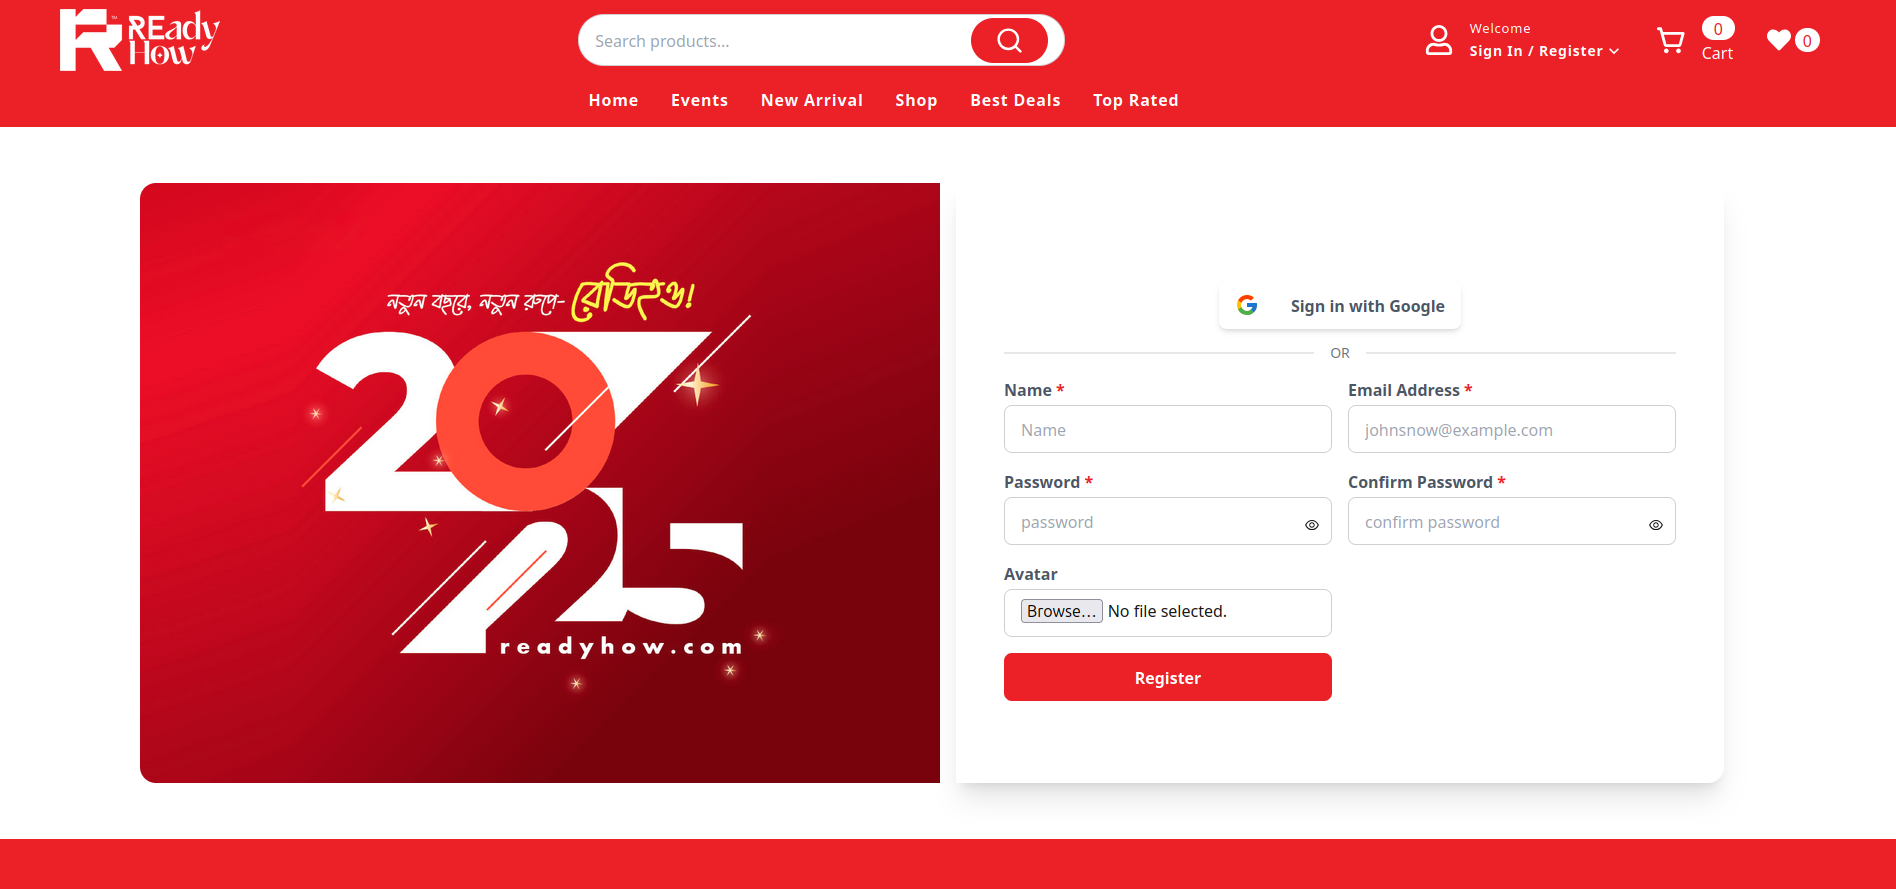 REady
How
™
Search products...
Welcome
Sign In / Register
0
Cart
0
Home Events New Arrival Shop Best Deals Top Rated
নতুন বছরে, নতুন রুপে- রেডিহাও!
2025
readyhow.com
Sign in with Google
OR
Name * Email Address *
Name johnsnow@example.com
Password * Confirm Password *
password confirm password
Avatar
Browse... No file selected.
Register